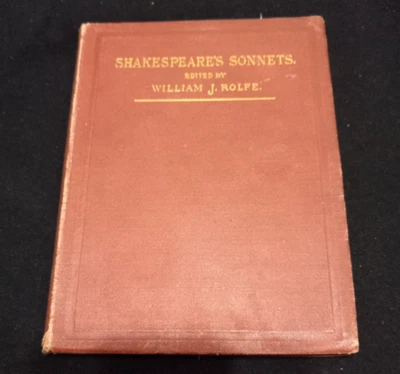 SHAKESPEARE'S SONNETS.
EDITED BY
WILLIAM J. ROLFE.